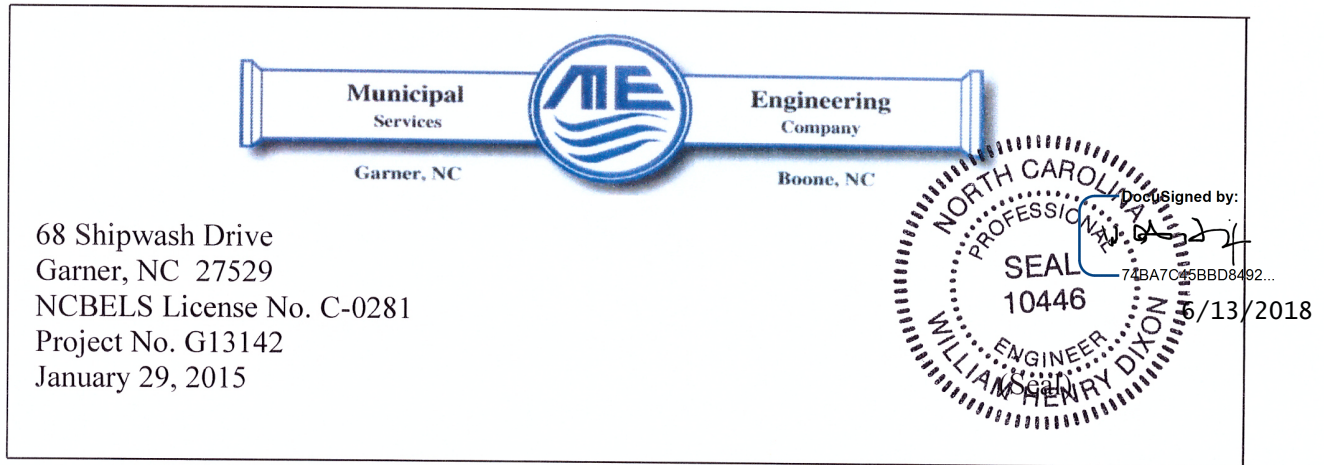 Municipal
Services
Engineering
Company
Garner, NC
Boone, NC
68 Shipwash Drive
Garner, NC 27529
NCBELS License No. C-0281
Project No. G13142
January 29, 2015
NORTH CAROLINA
PROFESSIONAL
SEAL
10446
ENGINEER
WILLIAM HENRY DIXON
(Seal)
DocuSigned by:
74BA7C45BBD8492...
6/13/2018